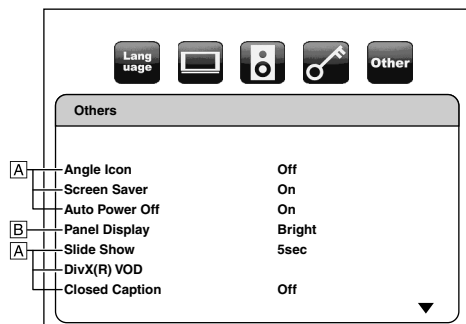 Lang
uage
Other
Others
A Angle Icon Off
Screen Saver On
Auto Power Off On
B Panel Display Bright
A Slide Show 5sec
DivX(R) VOD
Closed Caption Off